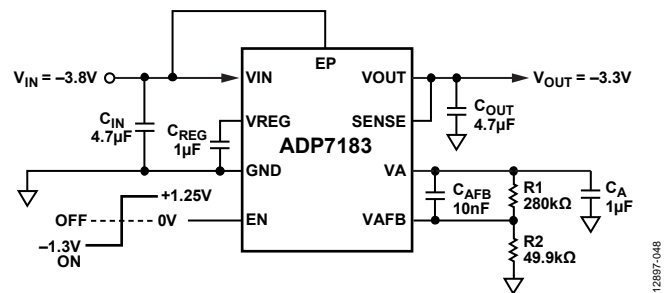 EP
V_IN = –3.8V
VIN
VOUT
V_OUT = –3.3V
C_IN
4.7µF
C_REG
1µF
VREG
SENSE
C_OUT
4.7µF
ADP7183
GND
VA
C_AFB
10nF
R1
280kΩ
C_A
1µF
+1.25V
OFF
0V
EN
VAFB
–1.3V
ON
R2
49.9kΩ
12897-048